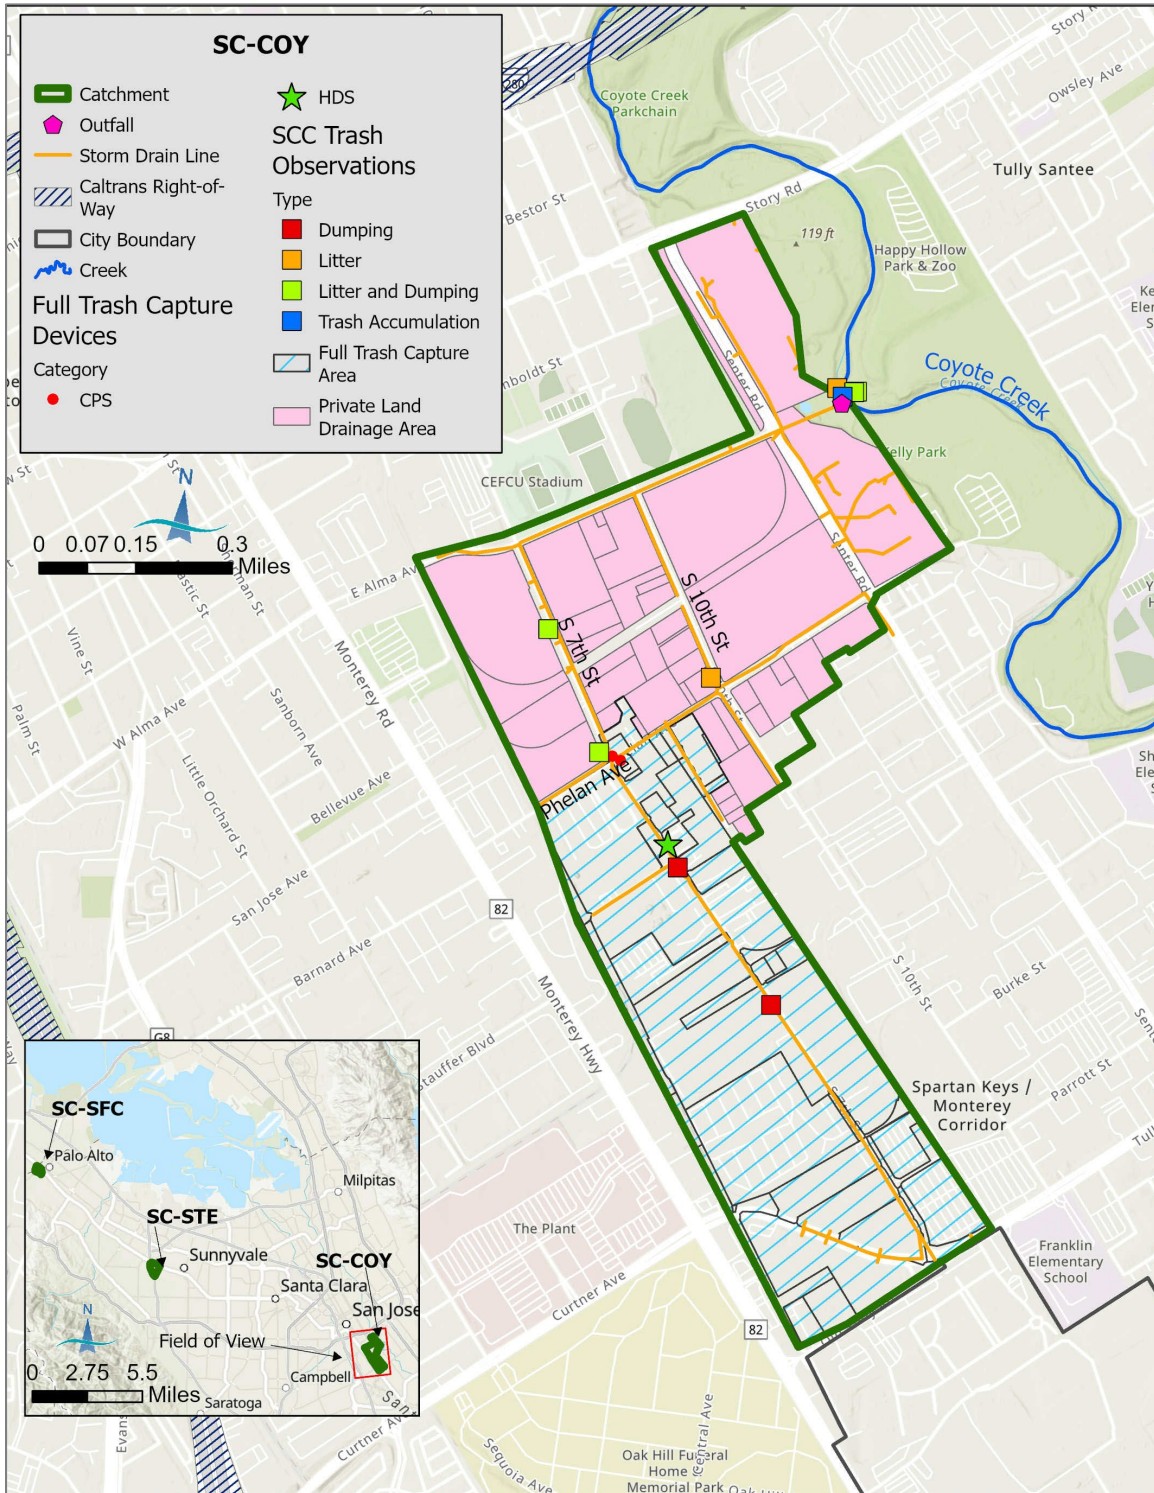 SC-COY
Catchment
Outfall
Storm Drain Line
Caltrans Right-of-
Way
City Boundary
Creek
Full Trash Capture
Devices
Category
CPS
HDS
SCC Trash
Observations
Type
Dumping
Litter
Litter and Dumping
Trash Accumulation
Full Trash Capture
Area
Private Land
Drainage Area
280
Story Rd
Owsley Ave
Coyote Creek
Parkchain
Tully Santee
Bestor St
Story Rd
119 ft
Happy Hollow
Park & Zoo
Senter Rd
Coyote Creek
Coyote Creek
CEFCU Stadium
N
0 0.07 0.15 0.3
Miles
E Alma Ave
Senter Rd
S 10th St
S 7th St
Vine St
Monterey Rd
Palm St
W Alma Ave
Sanborn Ave
Little Orchard St
Bellevue Ave
Phelan Ave
San Jose Ave
82
Barnard Ave
S 10th St
Burke St
Monterey Hwy
G8
Stauffer Blvd
Parrott St
Spartan Keys /
Monterey
Corridor
SC-SFC
Palo Alto
Milpitas
SC-STE
Sunnyvale
SC-COY
Santa Clara
San Jose
N
Field of View
Campbell
0 2.75 5.5
Miles
Saratoga
The Plant
Curtner Ave
Franklin
Elementary
School
82
Central Ave
Sequoia Ave
Oak Hill Funeral
Home &
Memorial Park